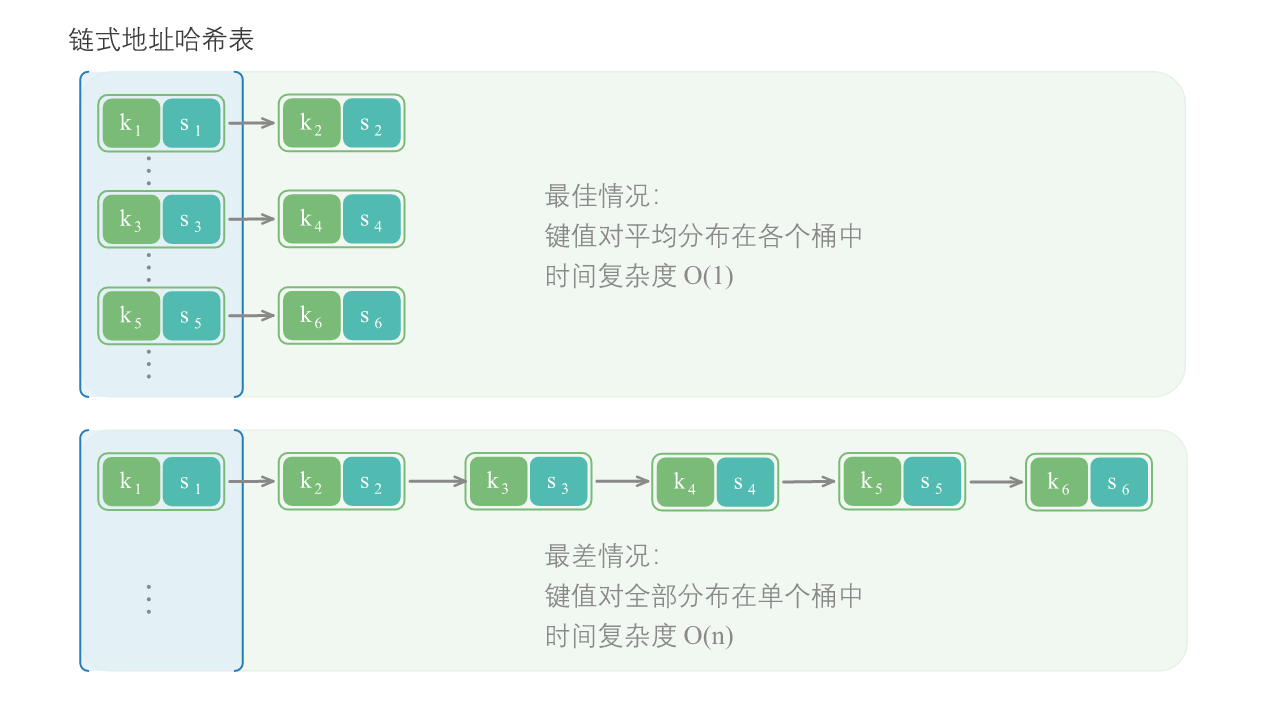 链式地址哈希表
k1 s1 k2 s2
k3 s3 k4 s4
k5 s5 k6 s6
最佳情况：
键值对平均分布在各个桶中
时间复杂度 O(1)
k1 s1 k2 s2 k3 s3 k4 s4 k5 s5 k6 s6
最差情况：
键值对全部分布在单个桶中
时间复杂度 O(n)